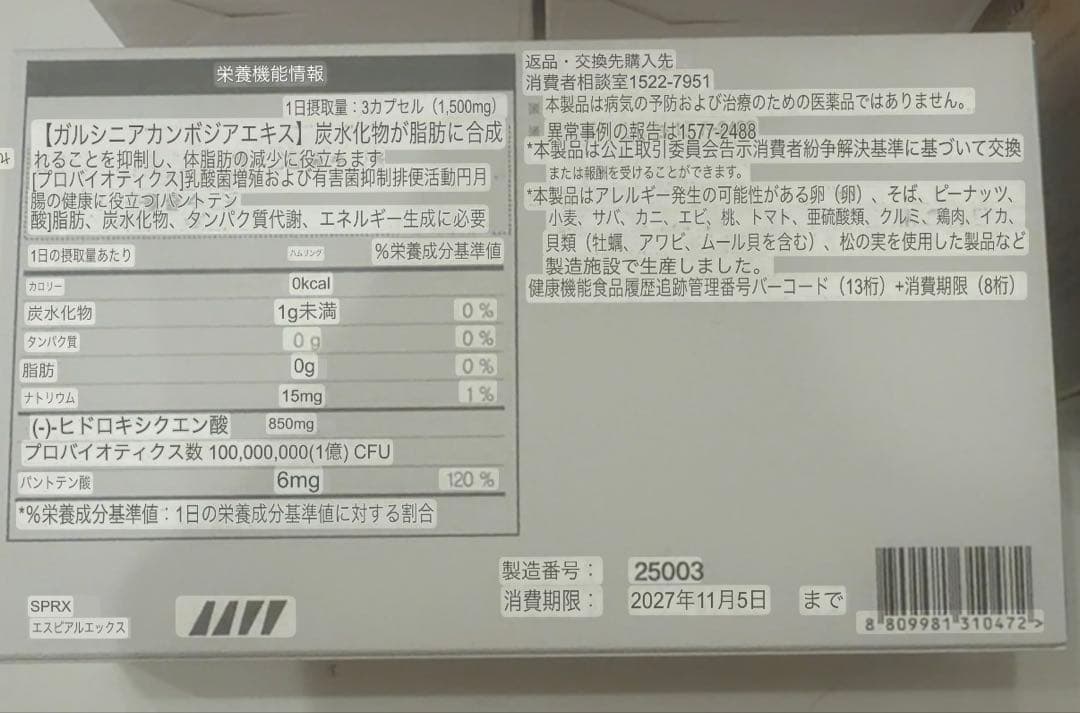 栄養機能情報
1日摂取量：3カプセル（1,500mg）
【ガルシニアカンボジアエキス】炭水化物が脂肪に合成
れることを抑制し、体脂肪の減少に役立ちます
[プロバイオティクス]乳酸菌増殖および有害菌抑制排便活動円月
腸の健康に役立つ[パントテン
酸]脂肪、炭水化物、タンパク質代謝、エネルギー生成に必要
1日の摂取量あたり ハムリング %栄養成分基準値
カロリー 0kcal
炭水化物 1g未満 0 %
タンパク質 0 g 0 %
脂肪 0g 0 %
ナトリウム 15mg 1 %
(-)-ヒドロキシクエン酸 850mg
プロバイオティクス数 100,000,000(1億) CFU
パントテン酸 6mg 120 %
*%栄養成分基準値：1日の栄養成分基準値に対する割合
返品・交換先購入先
消費者相談室1522-7951
本製品は病気の予防および治療のための医薬品ではありません。
異常事例の報告は1577-2488
*本製品は公正取引委員会告示消費者紛争解決基準に基づいて交換
または報酬を受けることができます。
*本製品はアレルギー発生の可能性がある卵（卵）、そば、ピーナッツ、
小麦、サバ、カニ、エビ、桃、トマト、亜硫酸類、クルミ、鶏肉、イカ、
貝類（牡蠣、アワビ、ムール貝を含む）、松の実を使用した製品など
製造施設で生産しました。
健康機能食品履歴追跡管理番号バーコード（13桁）+消費期限（8桁）
製造番号： 25003
消費期限： 2027年11月5日 まで
SPRX
エスピアルエックス
8 809981 310472 >